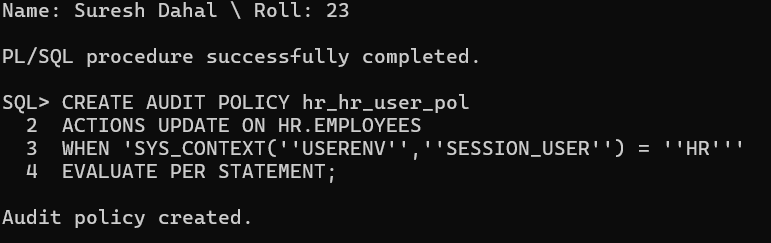 Name: Suresh Dahal \ Roll: 23
PL/SQL procedure successfully completed.
SQL> CREATE AUDIT POLICY hr_hr_user_pol
2 ACTIONS UPDATE ON HR.EMPLOYEES
3 WHEN 'SYS_CONTEXT(''USERENV'',''SESSION_USER'') = ''HR'''
4 EVALUATE PER STATEMENT;
Audit policy created.